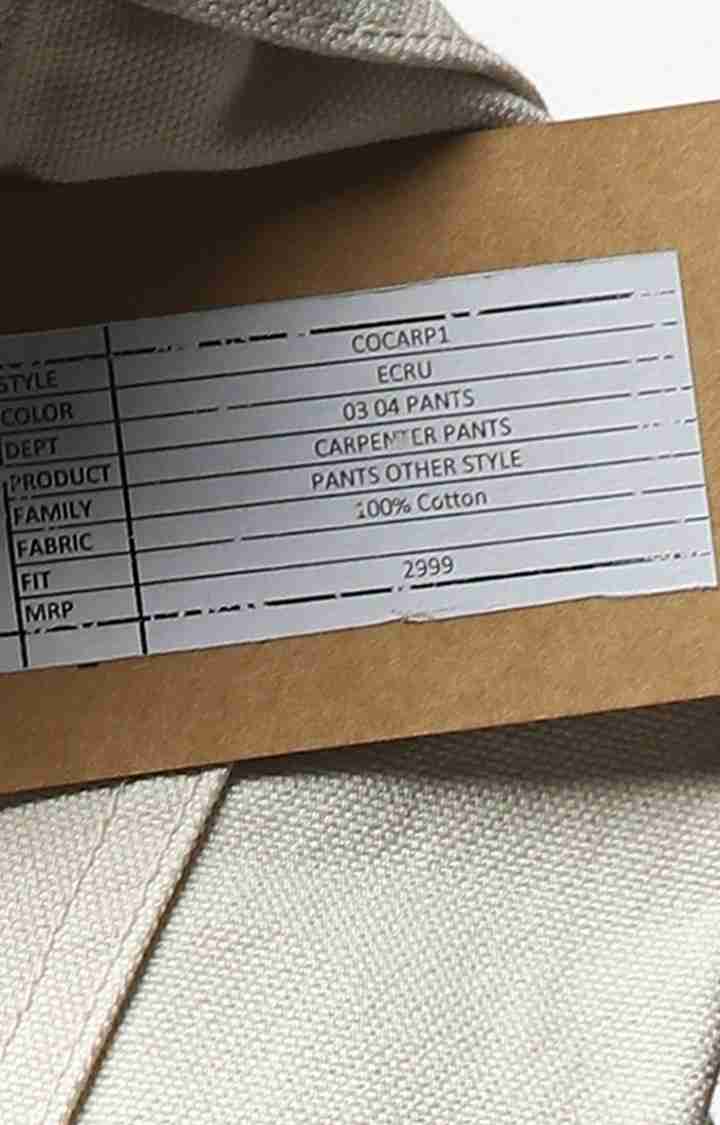 STYLE COCARP1
COLOR ECRU
DEPT 03 04 PANTS
PRODUCT CARPENTER PANTS
FAMILY PANTS OTHER STYLE
FABRIC 100% Cotton
FIT
MRP 2999